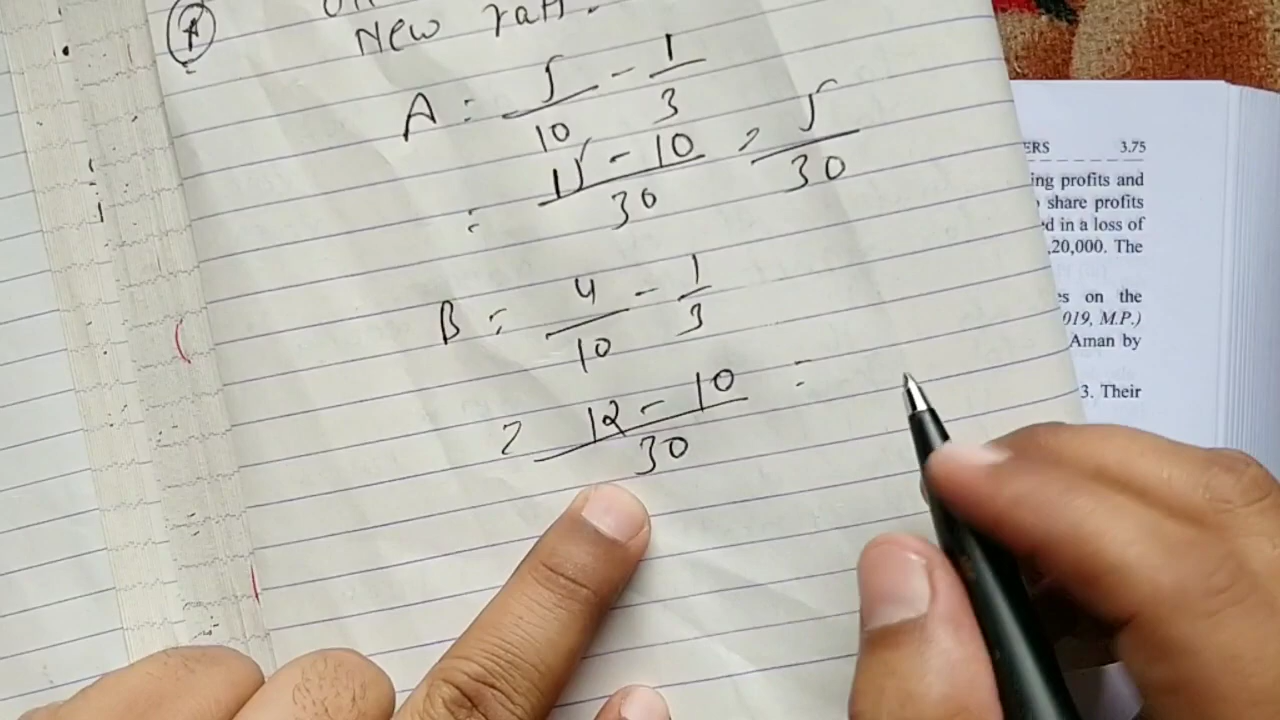 New
A = 5/10 - 1/3
= 15 - 10/30 = 5/30
B = 4/10 - 1/3
= 12 - 10/30 =
ERS 3.75
ing profits and
share profits
d in a loss of
,20,000. The
on the
019, M.P.)
Aman by
3. Their